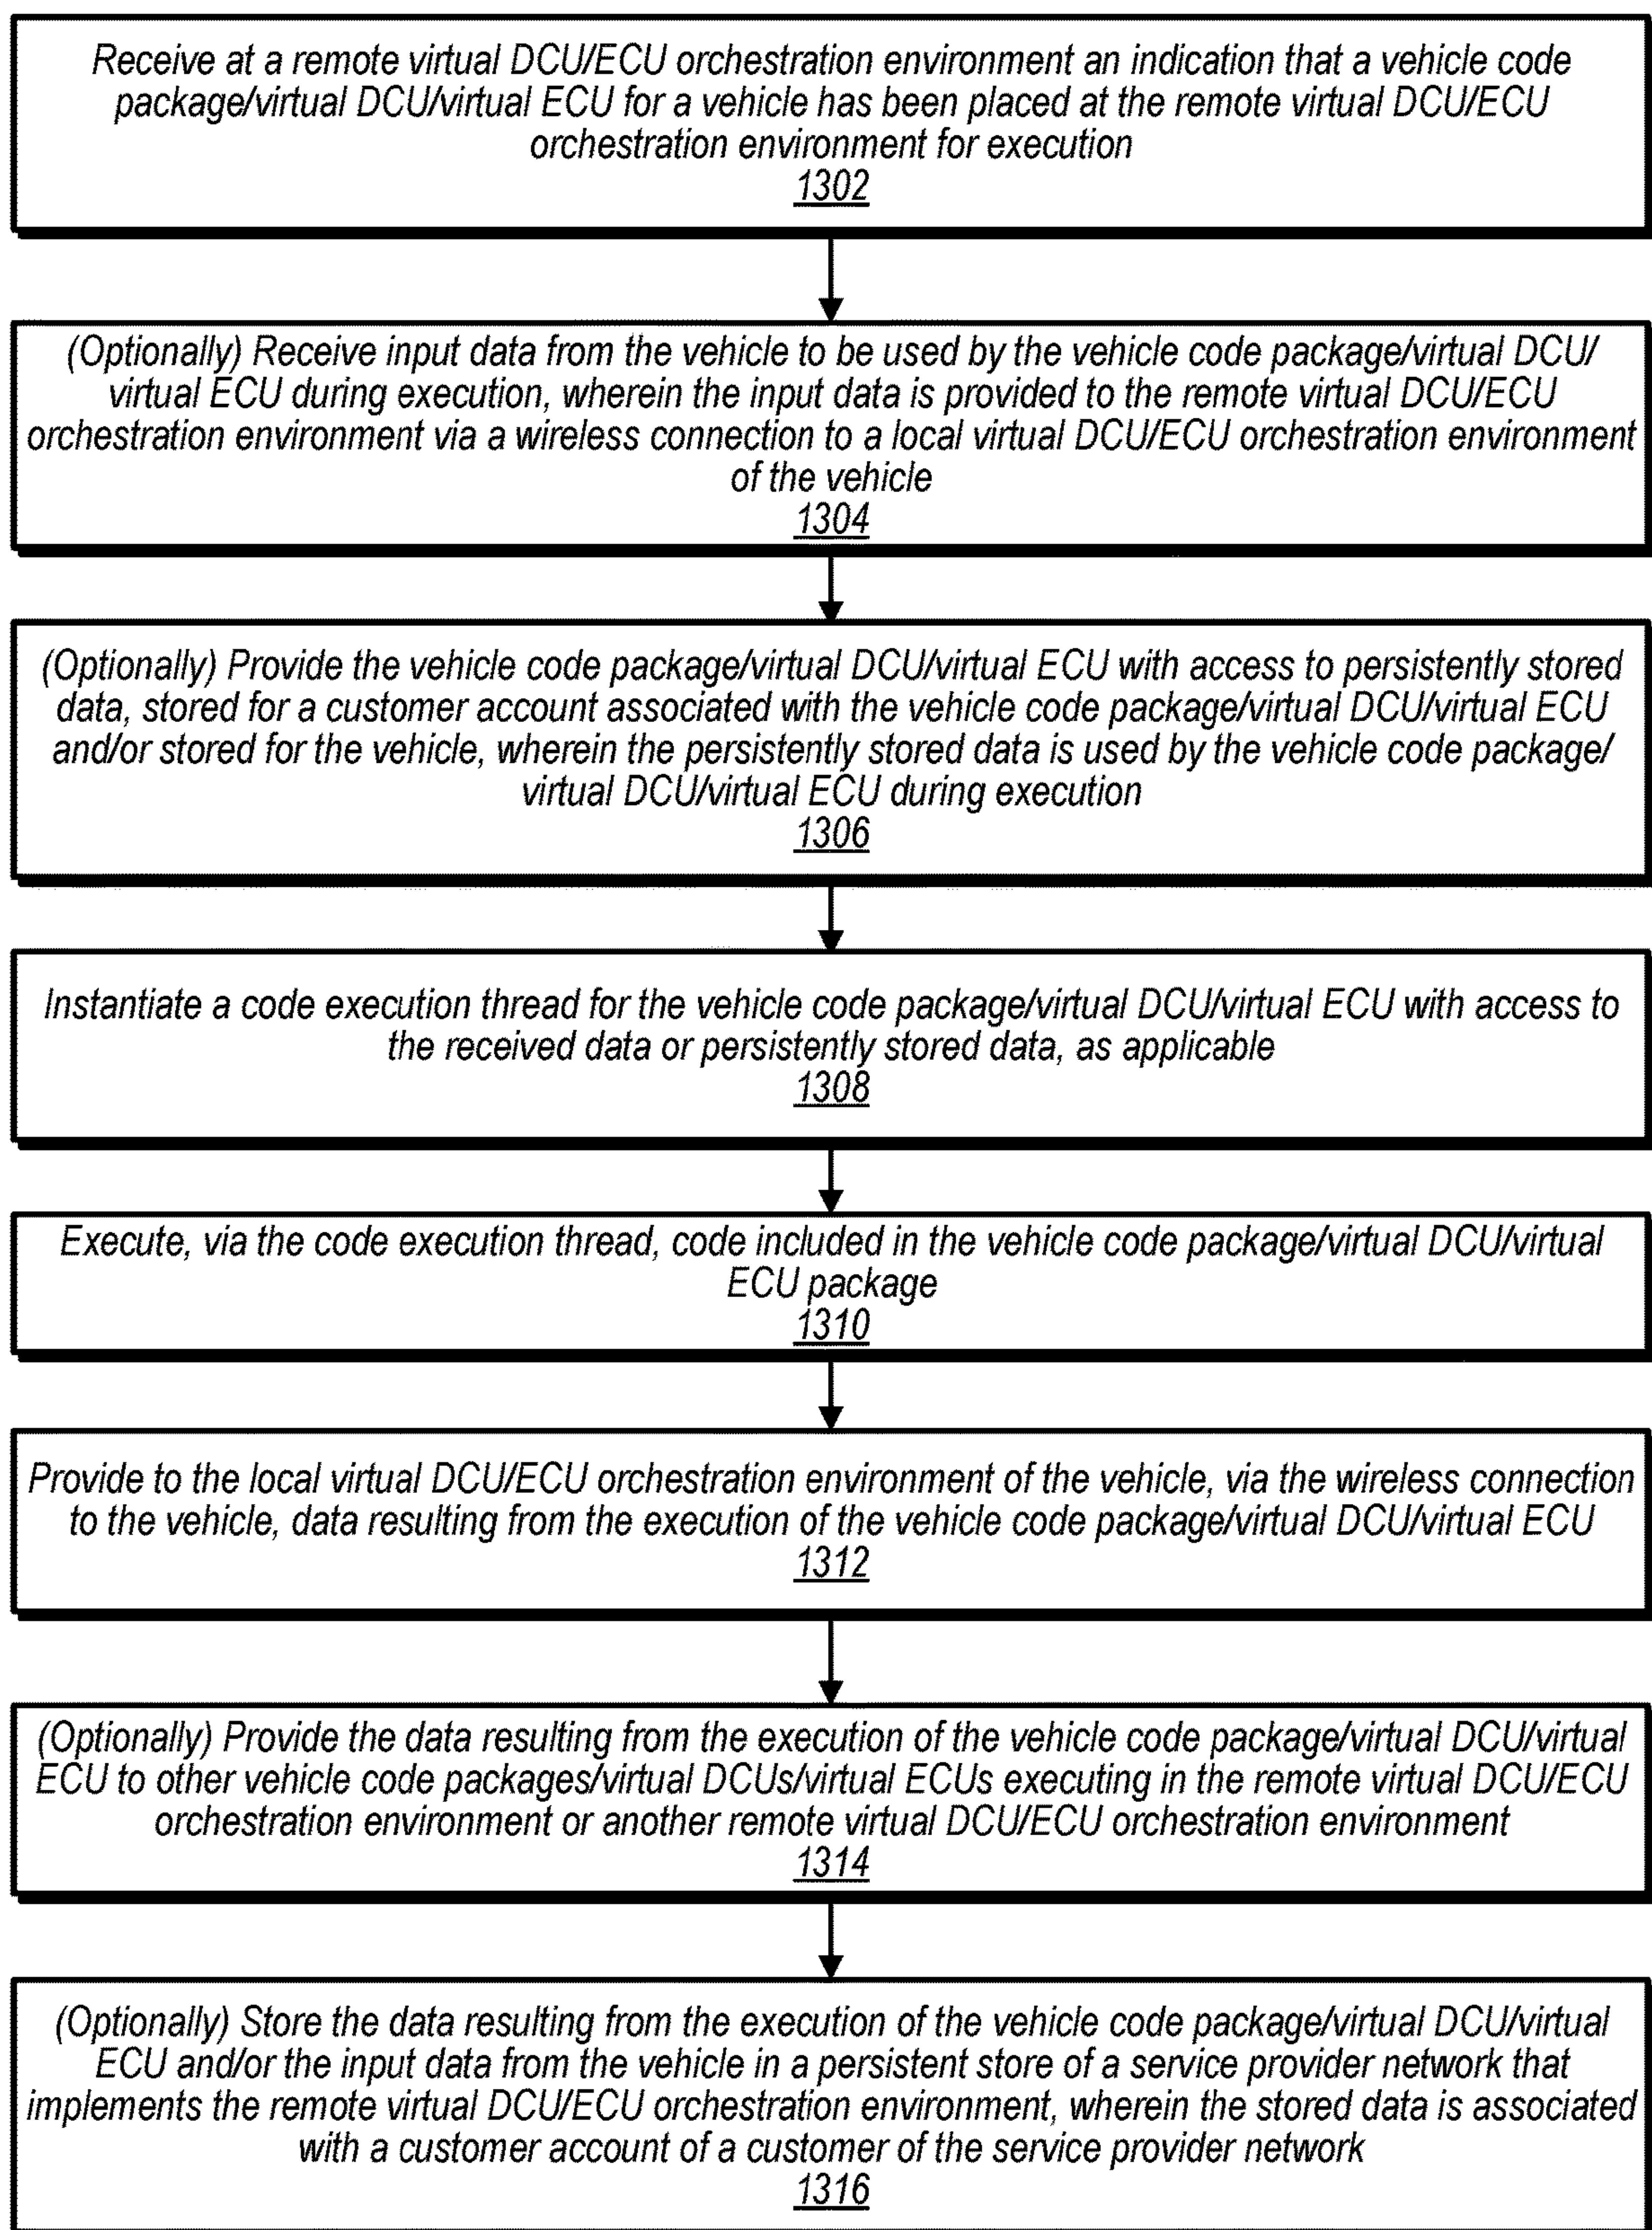 Receive at a remote virtual DCU/ECU orchestration environment an indication that a vehicle code
package/virtual DCU/virtual ECU for a vehicle has been placed at the remote virtual DCU/ECU
orchestration environment for execution
1302
(Optionally) Receive input data from the vehicle to be used by the vehicle code package/virtual DCU/
virtual ECU during execution, wherein the input data is provided to the remote virtual DCU/ECU
orchestration environment via a wireless connection to a local virtual DCU/ECU orchestration environment
of the vehicle
1304
(Optionally) Provide the vehicle code package/virtual DCU/virtual ECU with access to persistently stored
data, stored for a customer account associated with the vehicle code package/virtual DCU/virtual ECU
and/or stored for the vehicle, wherein the persistently stored data is used by the vehicle code package/
virtual DCU/virtual ECU during execution
1306
Instantiate a code execution thread for the vehicle code package/virtual DCU/virtual ECU with access to
the received data or persistently stored data, as applicable
1308
Execute, via the code execution thread, code included in the vehicle code package/virtual DCU/virtual
ECU package
1310
Provide to the local virtual DCU/ECU orchestration environment of the vehicle, via the wireless connection
to the vehicle, data resulting from the execution of the vehicle code package/virtual DCU/virtual ECU
1312
(Optionally) Provide the data resulting from the execution of the vehicle code package/virtual DCU/virtual
ECU to other vehicle code packages/virtual DCUs/virtual ECUs executing in the remote virtual DCU/ECU
orchestration environment or another remote virtual DCU/ECU orchestration environment
1314
(Optionally) Store the data resulting from the execution of the vehicle code package/virtual DCU/virtual
ECU and/or the input data from the vehicle in a persistent store of a service provider network that
implements the remote virtual DCU/ECU orchestration environment, wherein the stored data is associated
with a customer account of a customer of the service provider network
1316